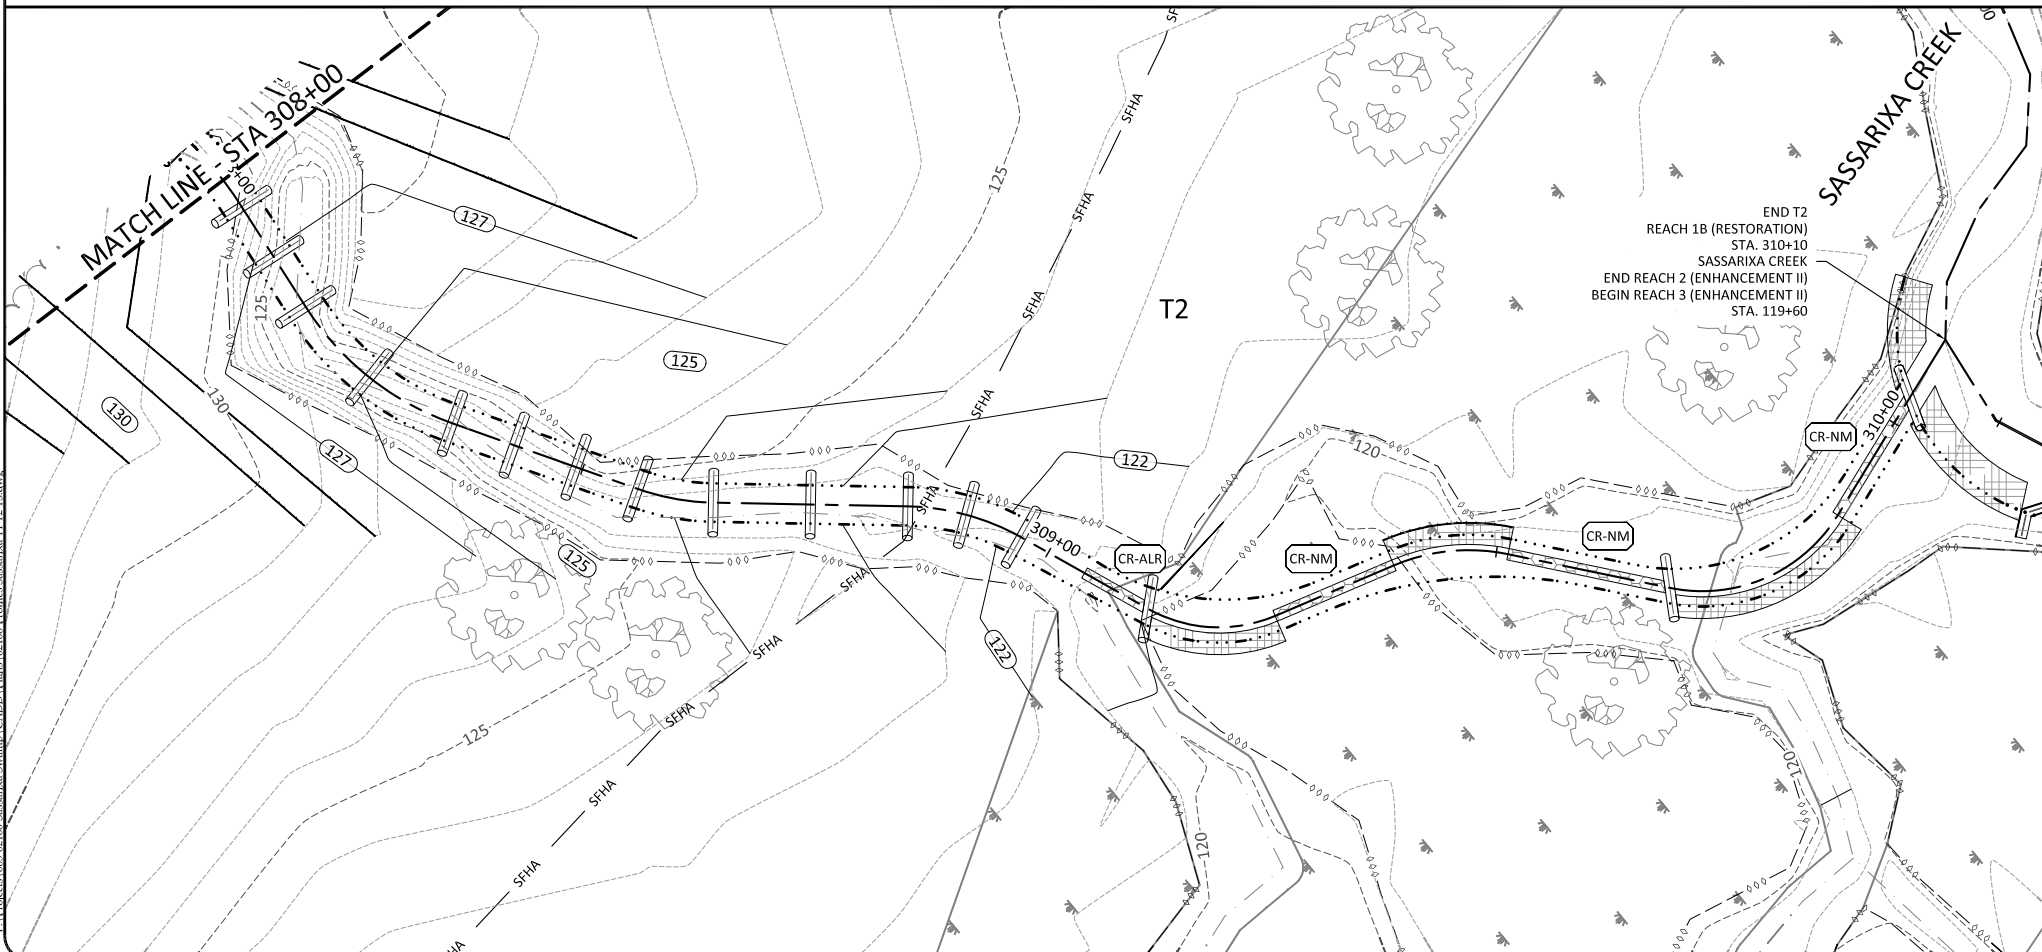 MATCH LINE - STA 308+00
SFHA
SFHA
SFHA
SFHA
SFHA
SFHA
SFHA
SFHA
SFHA
SFHA
SFHA
SASSARIXA CREEK
125
127
125
125
130
130
127
125
125
T2
END T2
REACH 1B (RESTORATION)
STA. 310+10
SASSARIXA CREEK
END REACH 2 (ENHANCEMENT II)
BEGIN REACH 3 (ENHANCEMENT II)
STA. 119+60
122
122
120
309+00
310+00
CR-ALR
CR-NM
CR-NM
CR-NM
120
120